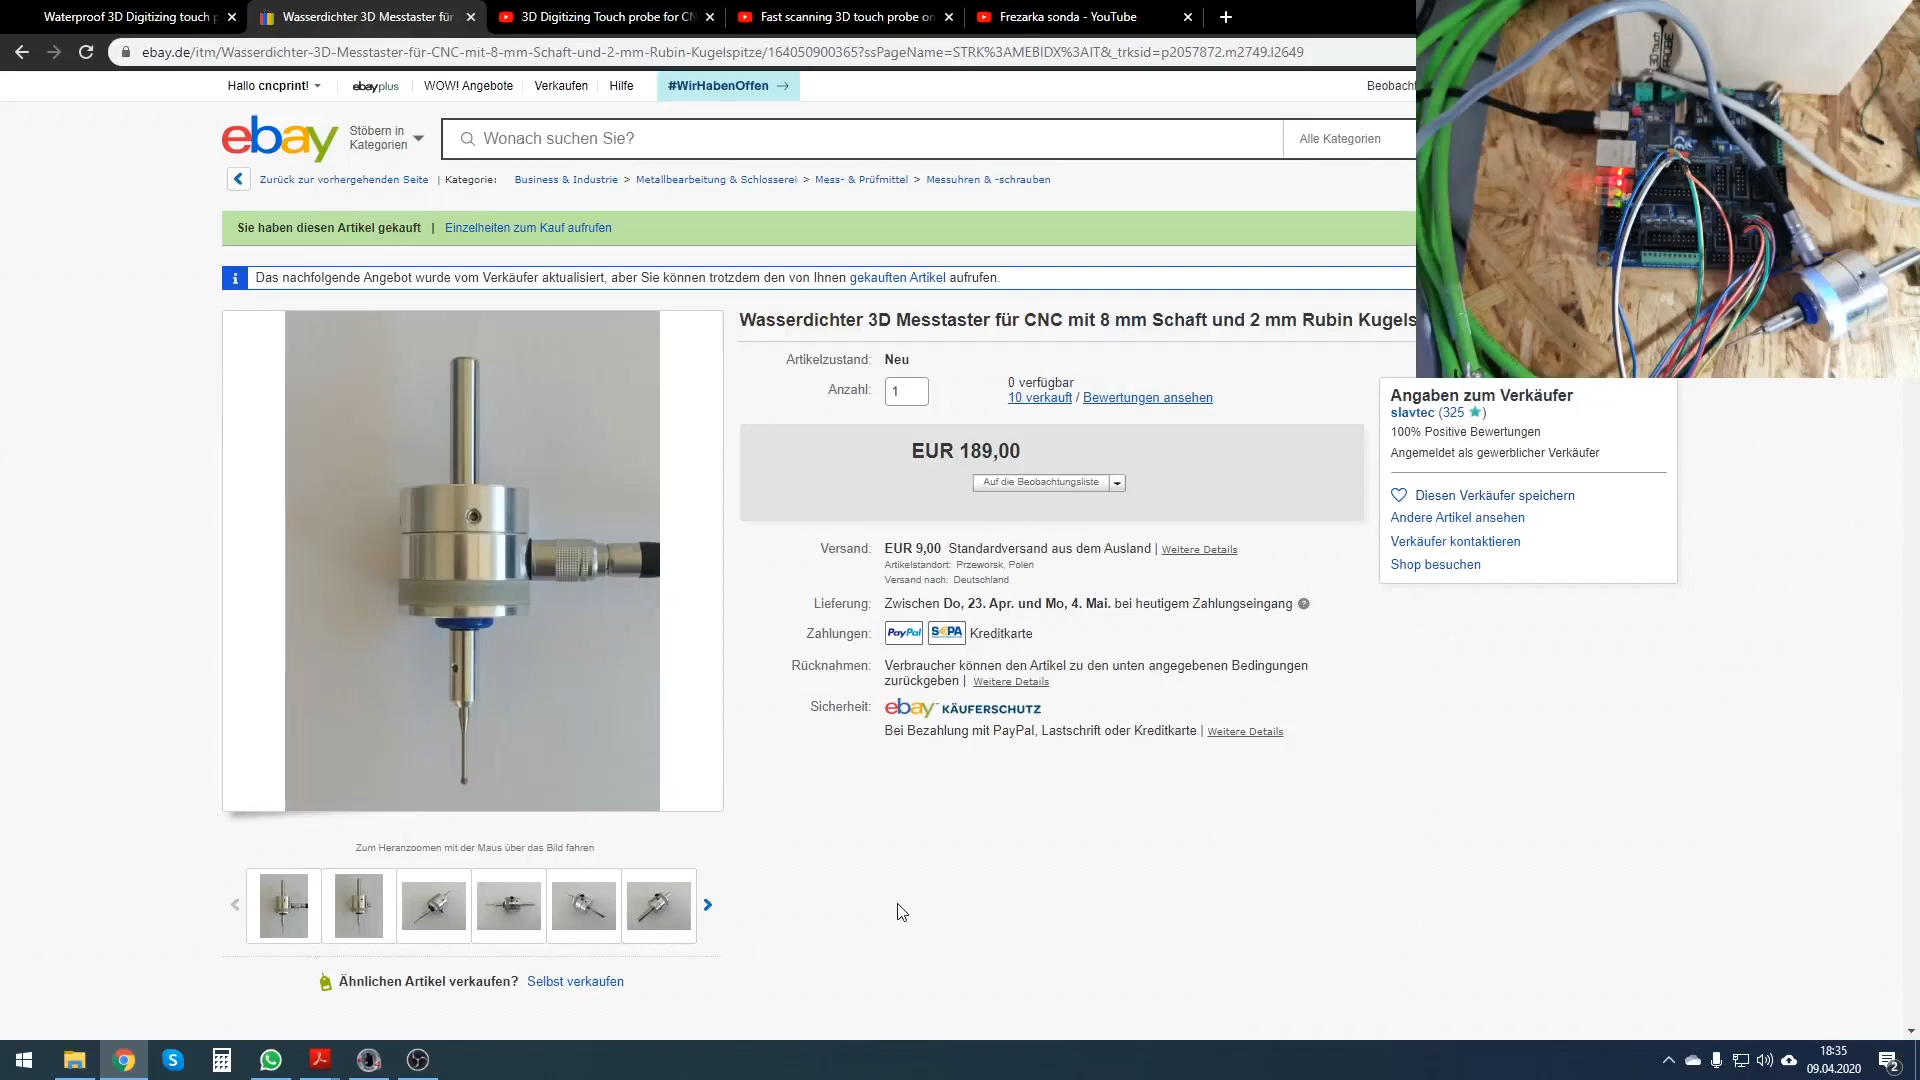 Waterproof 3D Digitizing touch p
Wasserdichter 3D Messtaster für
3D Digitizing Touch probe for CN
Fast scanning 3D touch probe on
Frezarka sonda - YouTube
ebay.de/itm/Wasserdichter-3D-Messtaster-für-CNC-mit-8-mm-Schaft-und-2-mm-Rubin-Kugelspitze/164050900365?ssPageName=STRK%3AMEBIDX%3AIT&_trksid=p2057872.m2749.l2649
Hallo cncprint!
ebayplus
WOW! Angebote
Verkaufen
Hilfe
#WirHabenOffen →
Beobacht
ebay
Stöbern in
Kategorien
Wonach suchen Sie?
Alle Kategorien
Zurück zur vorhergehenden Seite | Kategorie: Business & Industrie > Metallbearbeitung & Schlosserei > Mess- & Prüfmittel > Messuhren & -schrauben
Sie haben diesen Artikel gekauft | Einzelheiten zum Kauf aufrufen
i Das nachfolgende Angebot wurde vom Verkäufer aktualisiert, aber Sie können trotzdem den von Ihnen gekauften Artikel aufrufen.
Wasserdichter 3D Messtaster für CNC mit 8 mm Schaft und 2 mm Rubin Kugels
Artikelzustand: Neu
Anzahl: 1
0 verfügbar
10 verkauft / Bewertungen ansehen
EUR 189,00
Auf die Beobachtungsliste
Versand: EUR 9,00 Standardversand aus dem Ausland | Weitere Details
Artikelstandort: Przeworsk, Polen
Versand nach: Deutschland
Lieferung: Zwischen Do, 23. Apr. und Mo, 4. Mai. bei heutigem Zahlungseingang ?
Zahlungen: PayPal SEPA Kreditkarte
Rücknahmen: Verbraucher können den Artikel zu den unten angegebenen Bedingungen
zurückgeben | Weitere Details
Sicherheit: ebay KÄUFERSCHUTZ
Bei Bezahlung mit PayPal, Lastschrift oder Kreditkarte | Weitere Details
Angaben zum Verkäufer
slavtec (325 ★)
100% Positive Bewertungen
Angemeldet als gewerblicher Verkäufer
Diesen Verkäufer speichern
Andere Artikel ansehen
Verkäufer kontaktieren
Shop besuchen
Zum Heranzoomen mit der Maus über das Bild fahren
Ähnlichen Artikel verkaufen? Selbst verkaufen
3D Touch
PROBE
18:35
09.04.2020
2